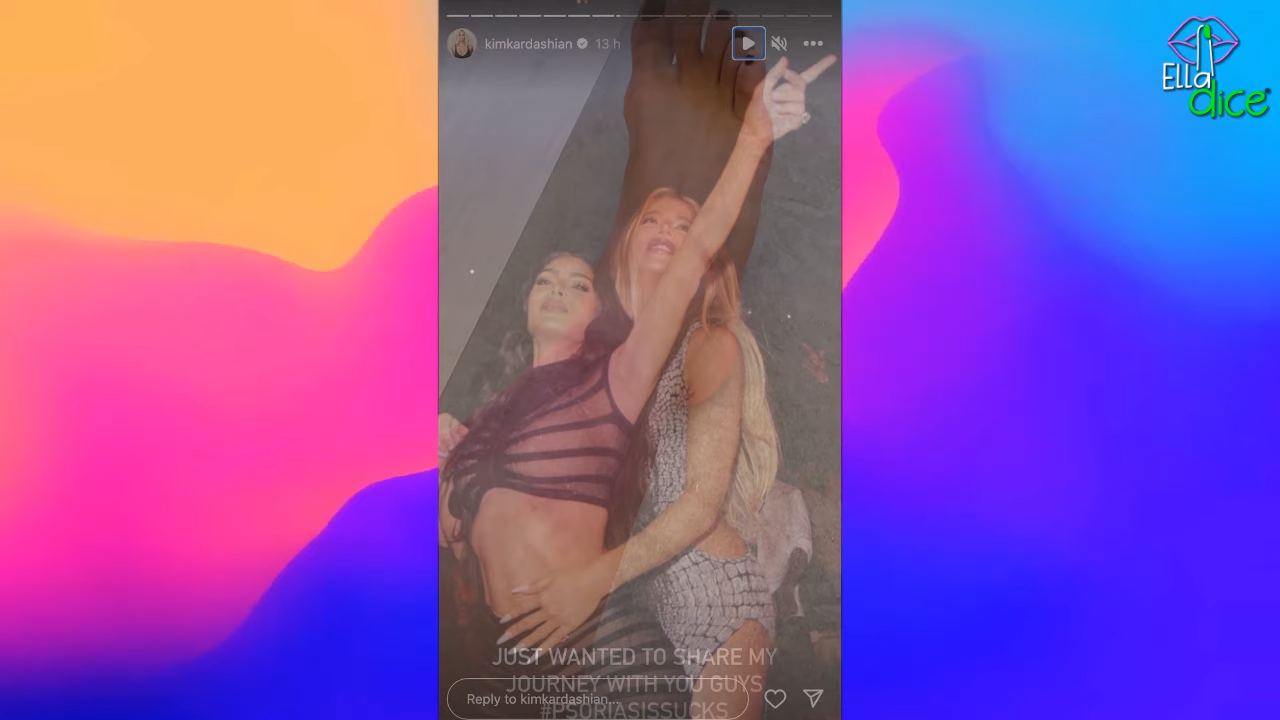 kimkardashian 13 h
Ella
dice
JUST WANTED TO SHARE MY
JOURNEY WITH YOU GUYS
Reply to kimkardashian...
#PSORIASISSUCKS